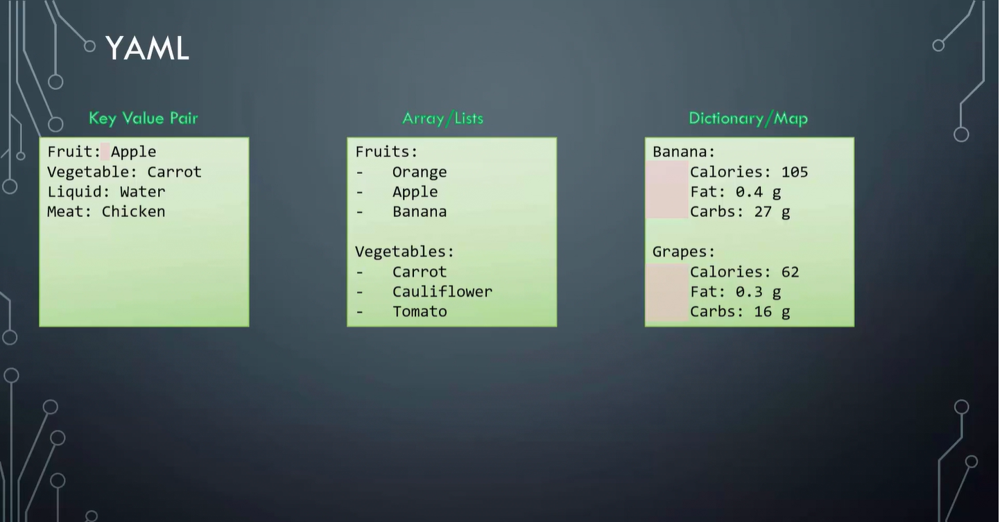 YAML
Key Value Pair
Fruit: Apple
Vegetable: Carrot
Liquid: Water
Meat: Chicken
Array/Lists
Fruits:
- Orange
- Apple
- Banana
Vegetables:
- Carrot
- Cauliflower
- Tomato
Dictionary/Map
Banana:
Calories: 105
Fat: 0.4 g
Carbs: 27 g
Grapes:
Calories: 62
Fat: 0.3 g
Carbs: 16 g